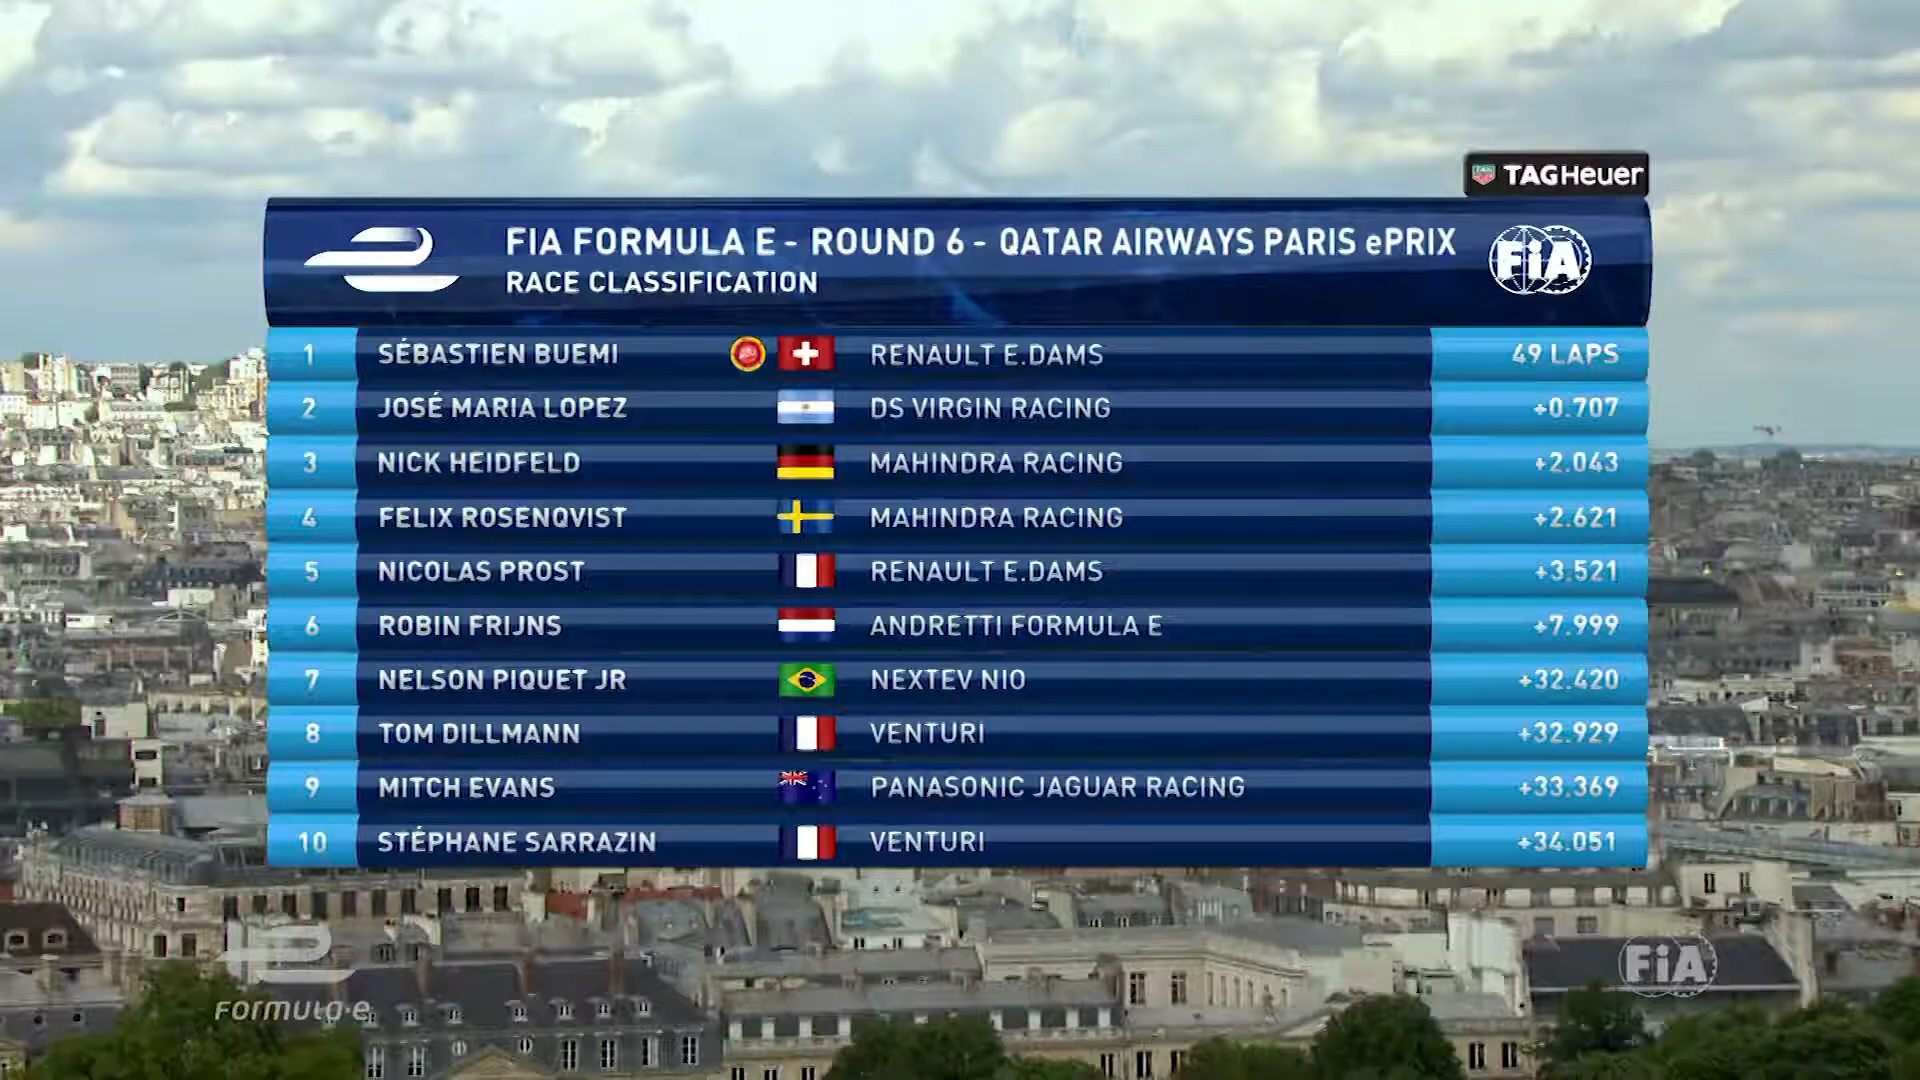 TAGHeuer
FIA FORMULA E - ROUND 6 - QATAR AIRWAYS PARIS ePRIX
RACE CLASSIFICATION
FiA
1 SÉBASTIEN BUEMI RENAULT E.DAMS 49 LAPS
2 JOSÉ MARIA LOPEZ DS VIRGIN RACING +0.707
3 NICK HEIDFELD MAHINDRA RACING +2.043
4 FELIX ROSENQVIST MAHINDRA RACING +2.621
5 NICOLAS PROST RENAULT E.DAMS +3.521
6 ROBIN FRIJNS ANDRETTI FORMULA E +7.999
7 NELSON PIQUET JR NEXTEV NIO +32.420
8 TOM DILLMANN VENTURI +32.929
9 MITCH EVANS PANASONIC JAGUAR RACING +33.369
10 STÉPHANE SARRAZIN VENTURI +34.051
FiA
Formula·e